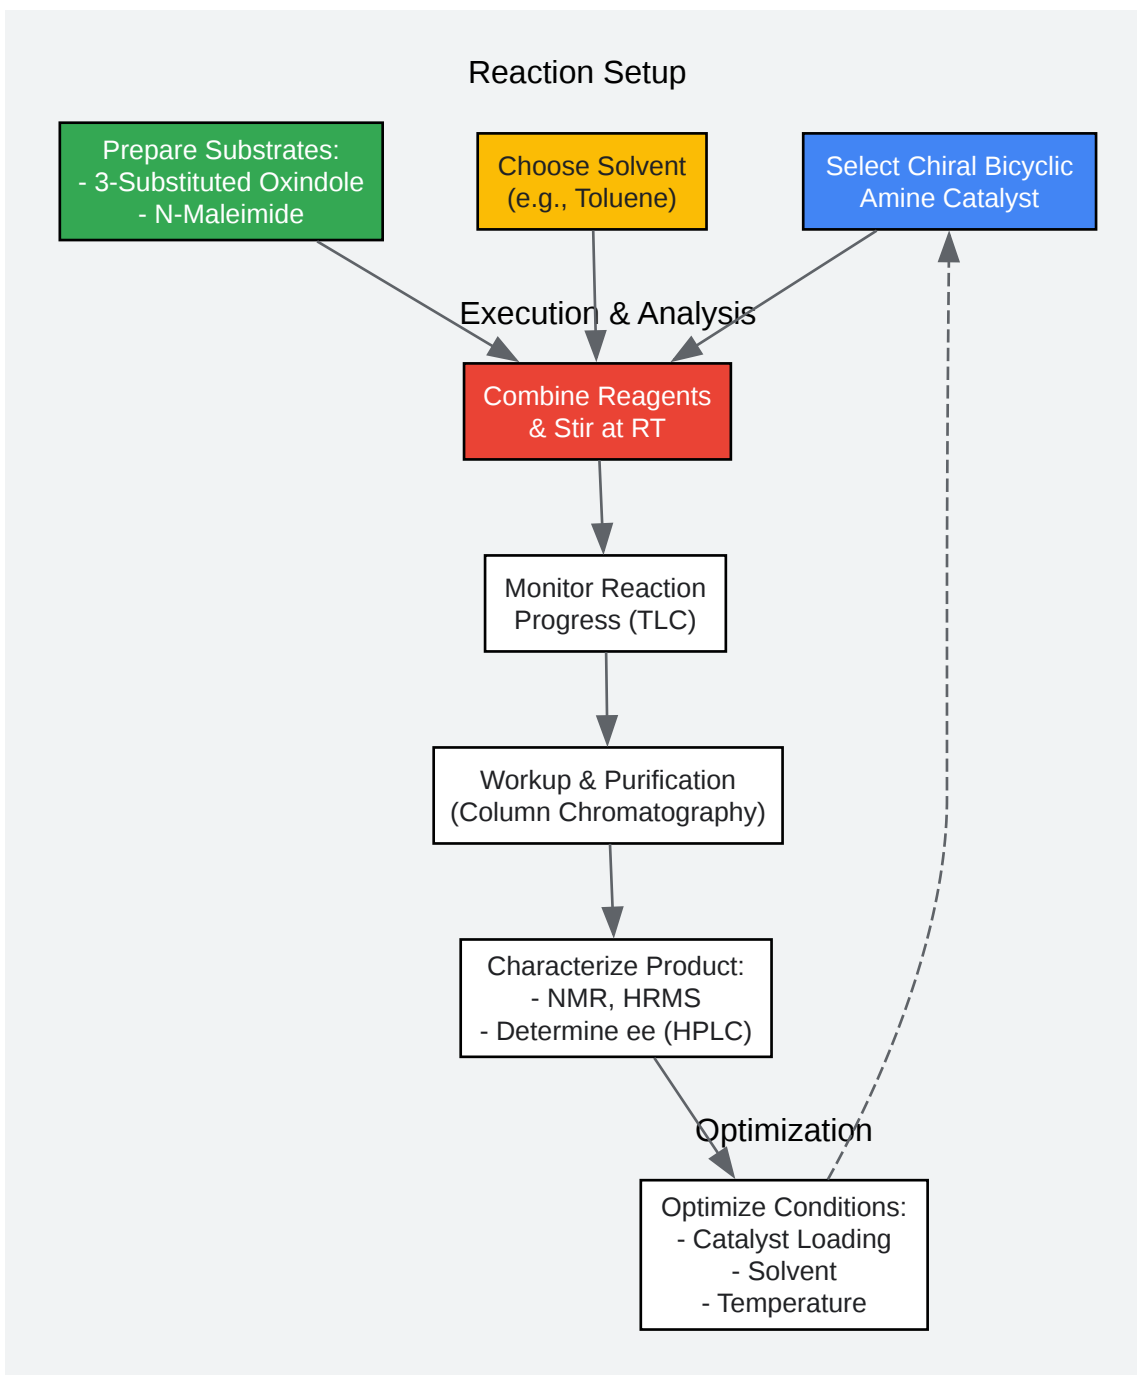 Reaction Setup
Prepare Substrates:
- 3-Substituted Oxindole
- N-Maleimide
Choose Solvent
(e.g., Toluene)
Select Chiral Bicyclic
Amine Catalyst
Execution & Analysis
Combine Reagents
& Stir at RT
Monitor Reaction
Progress (TLC)
Workup & Purification
(Column Chromatography)
Characterize Product:
- NMR, HRMS
- Determine ee (HPLC)
Optimization
Optimize Conditions:
- Catalyst Loading
- Solvent
- Temperature